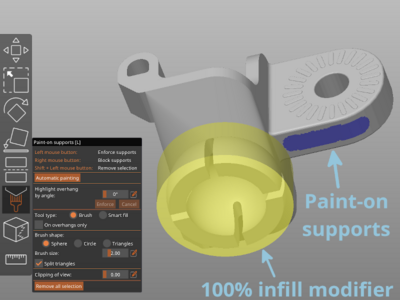 Paint-on supports [L]
Left mouse button: Enforce supports
Right mouse button: Block supports
Shift + Left mouse button: Remove selection
Automatic painting
Highlight overhang
by angle: 0°
Enforce Cancel
Tool type: Brush Smart fill
On overhangs only
Brush shape:
Sphere Circle Triangles
Brush size: 2.00
Split triangles
Clipping of view: 0.00
Remove all selection
Paint-on
supports
100% infill modifier